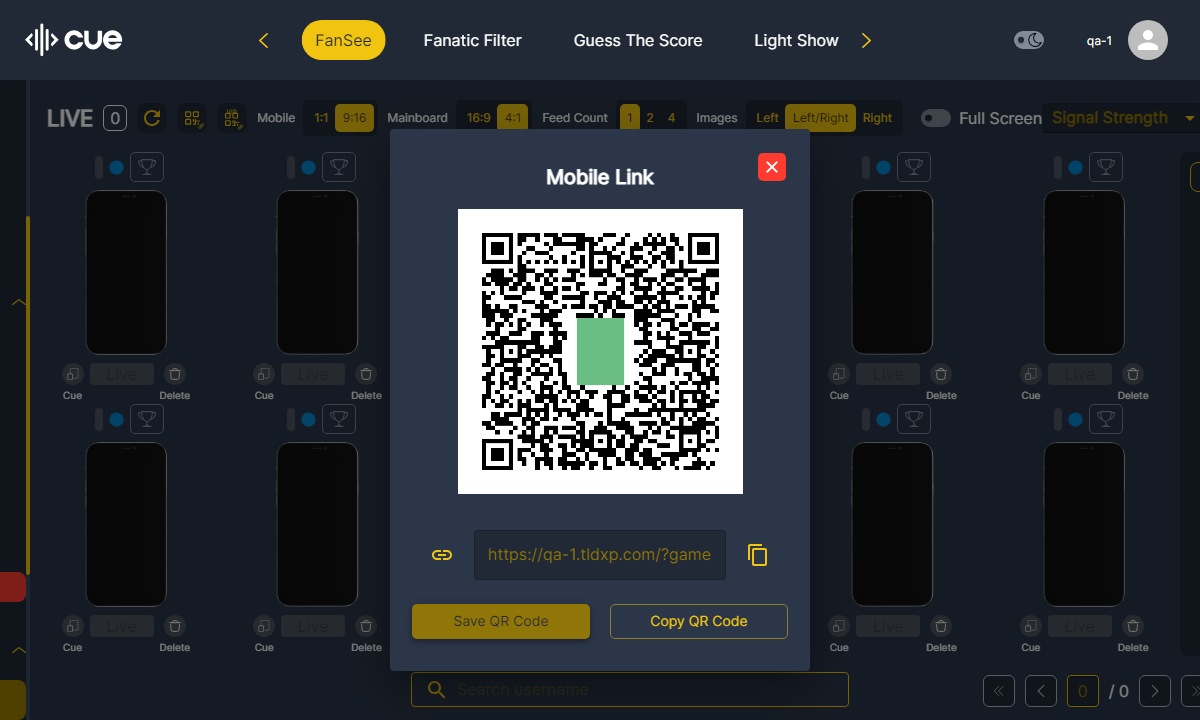 cue
FanSee
Fanatic Filter
Guess The Score
Light Show
qa-1
LIVE 0
Mobile 1:1 9:16
Mainboard 16:9 4:1
Feed Count 1 2 4
Images Left Left/Right Right
Full Screen
Signal Strength
Mobile Link
https://qa-1.tldxp.com/?game
Save QR Code
Copy QR Code
Live Live Live Live
Cue Delete Cue Delete Cue Delete Cue Delete
Live Live Live Live
Cue Delete Cue Delete Cue Delete Cue Delete
Search username
0 / 0